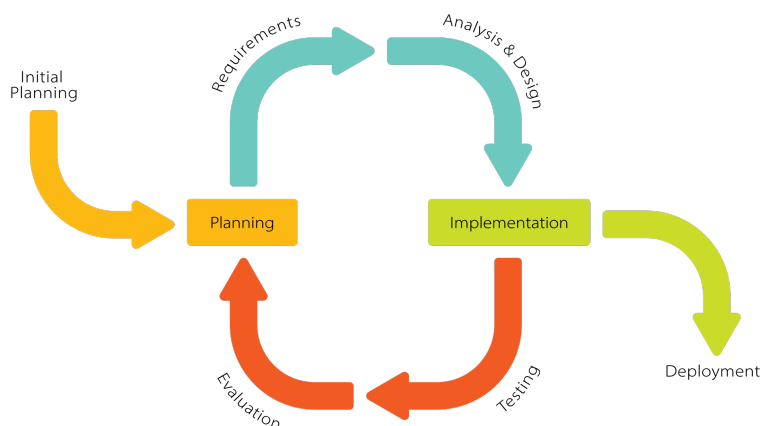 Requirements
Analysis & Design
Initial
Planning
Planning
Implementation
Deployment
Evaluation
Testing